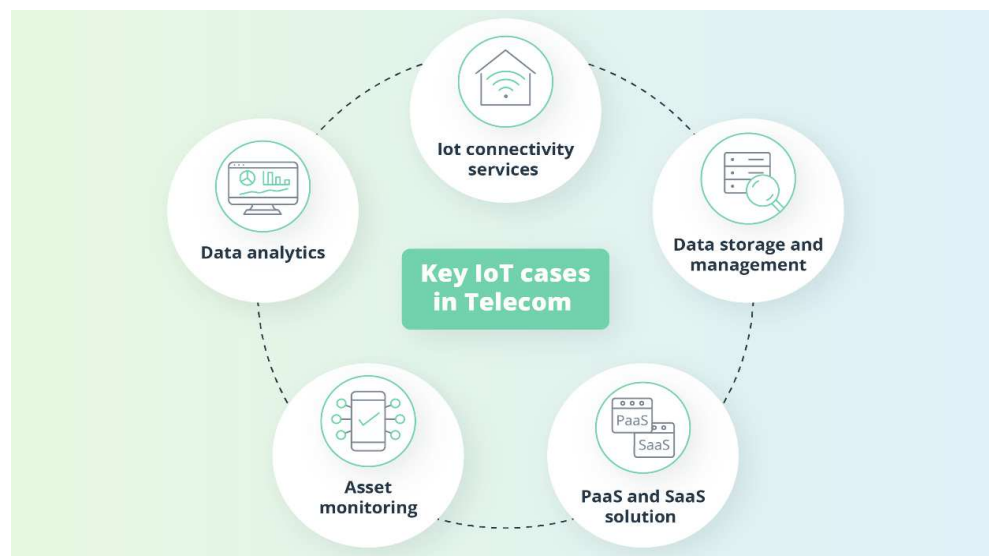 Iot connectivity
services
Data storage and
management
PaaS
SaaS
PaaS and SaaS
solution
Asset
monitoring
Data analytics
Key IoT cases
in Telecom